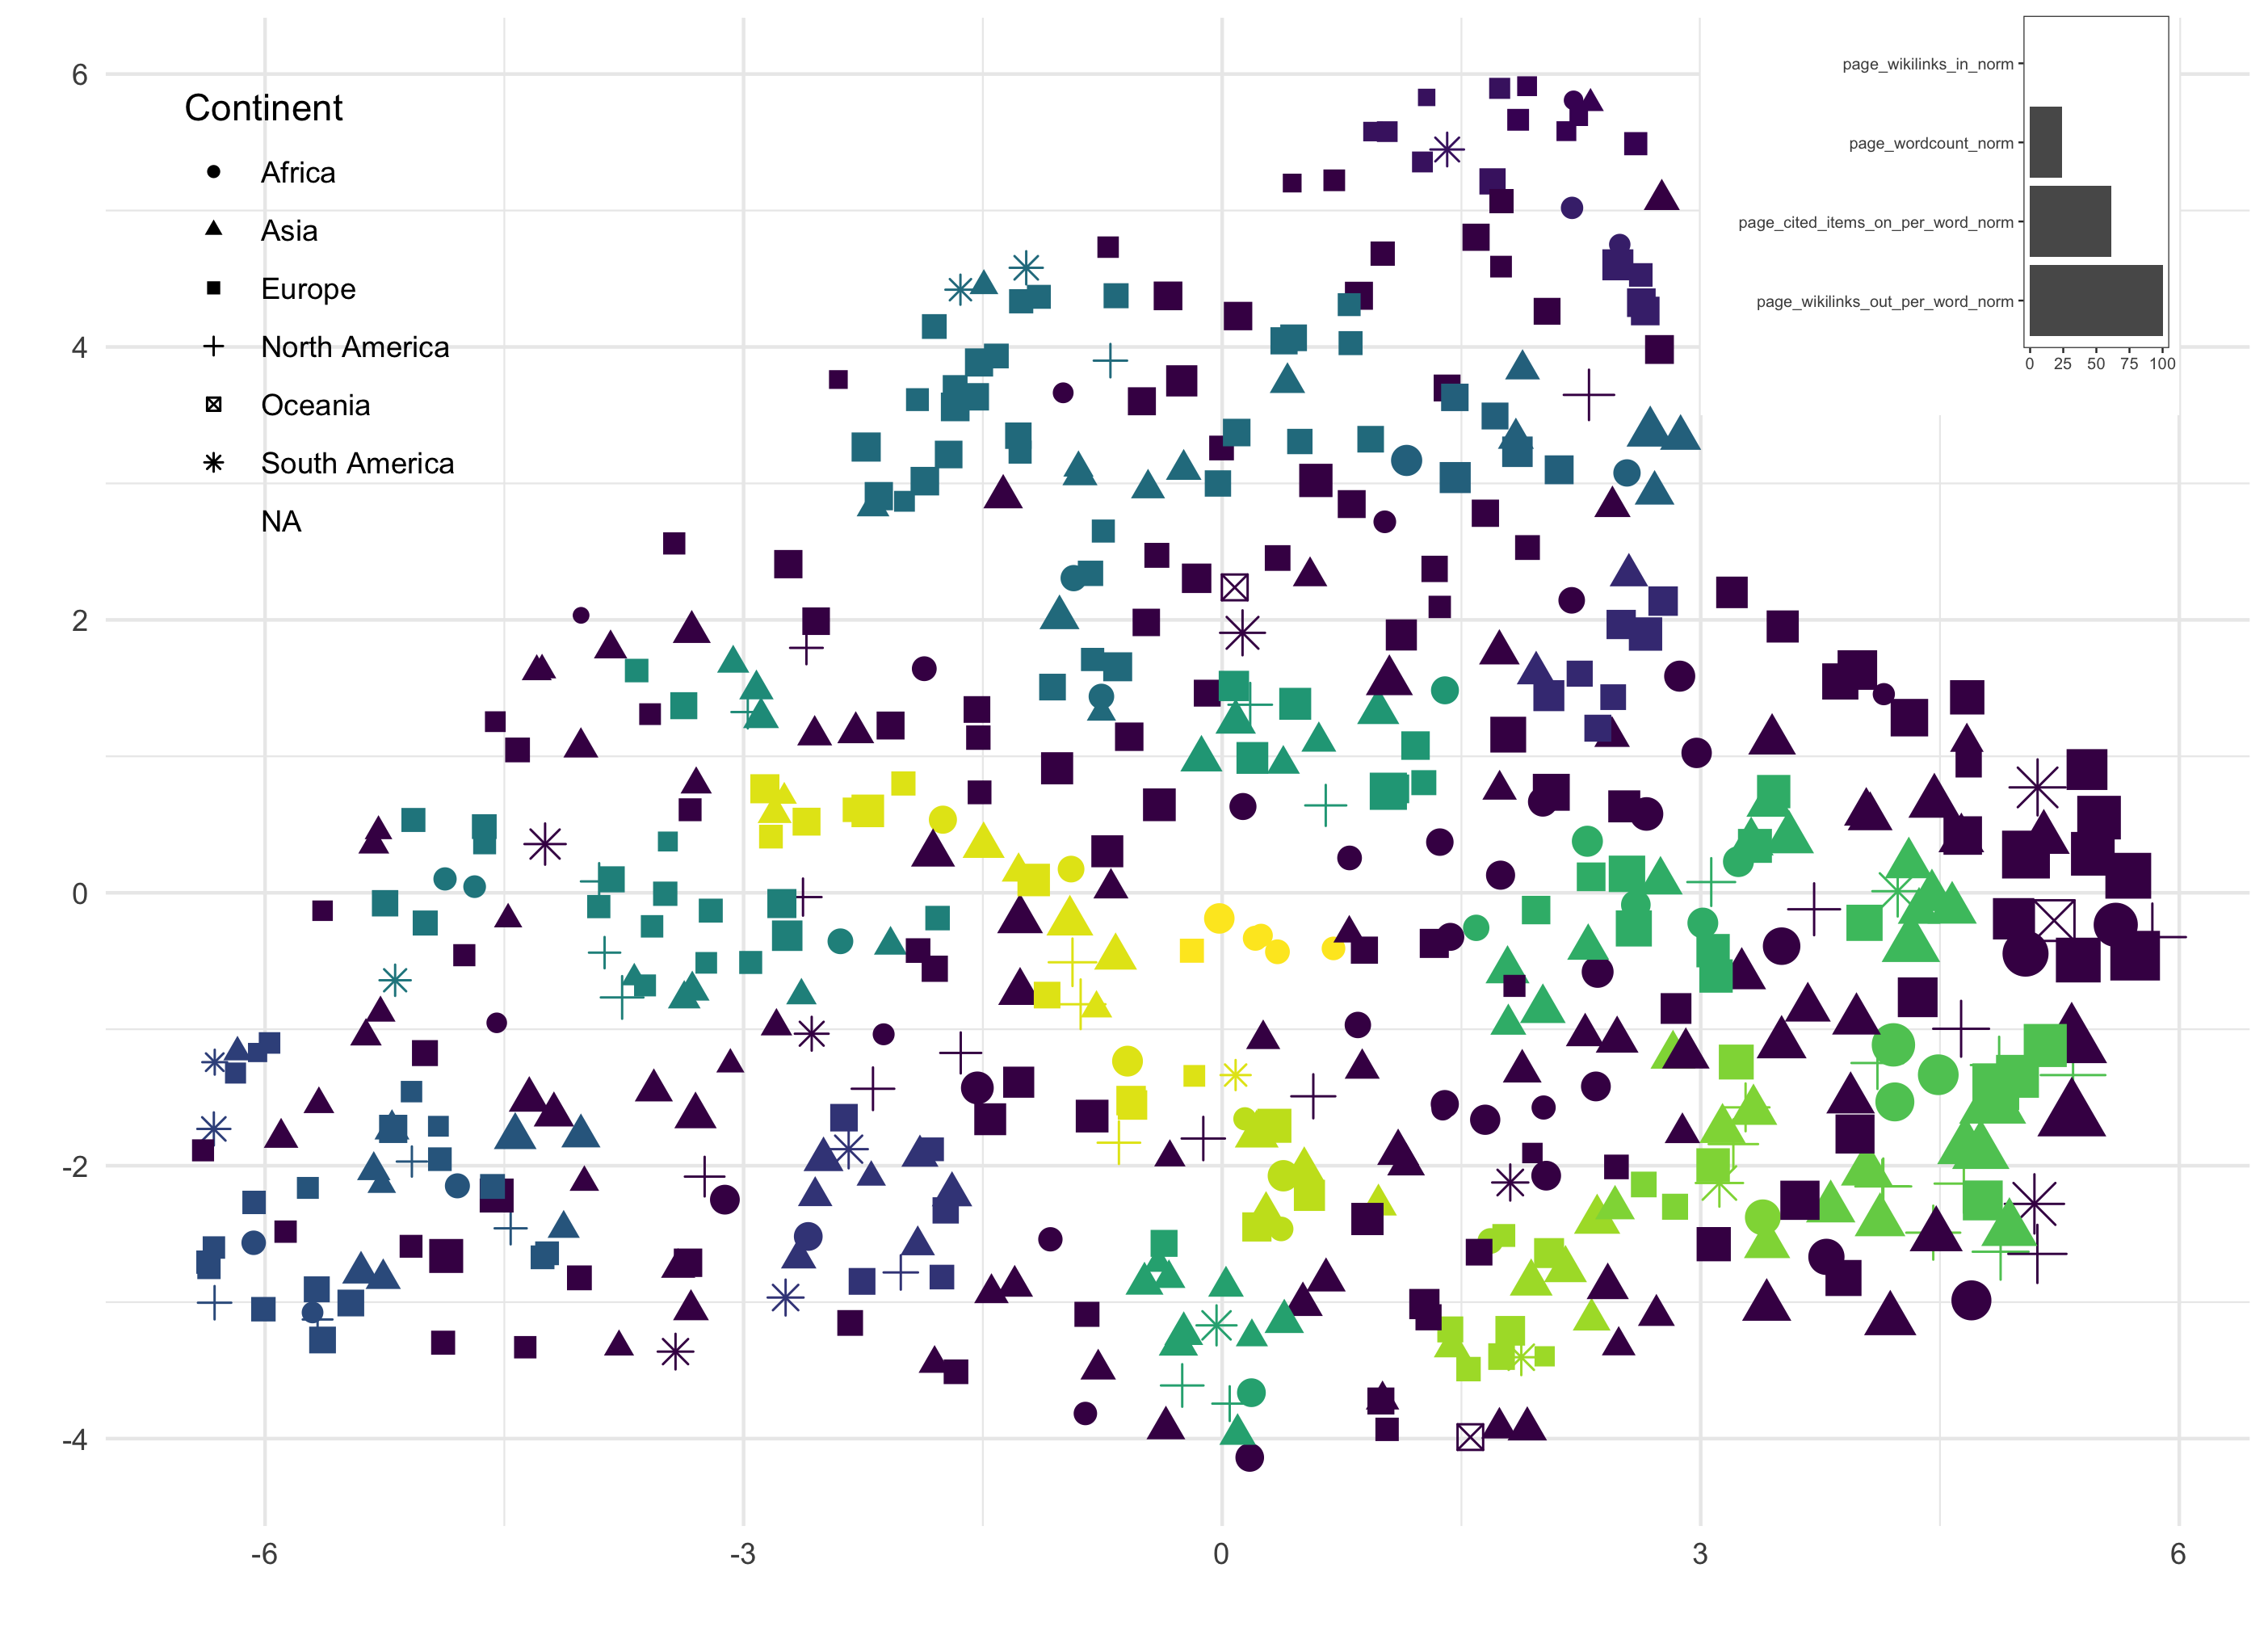 Continent
Africa
Asia
Europe
North America
Oceania
South America
NA
page_wikilinks_in_norm
page_wordcount_norm
page_cited_items_on_per_word_norm
page_wikilinks_out_per_word_norm
0 25 50 75 100
6
4
2
0
-2
-4
-6 -3 0 3 6